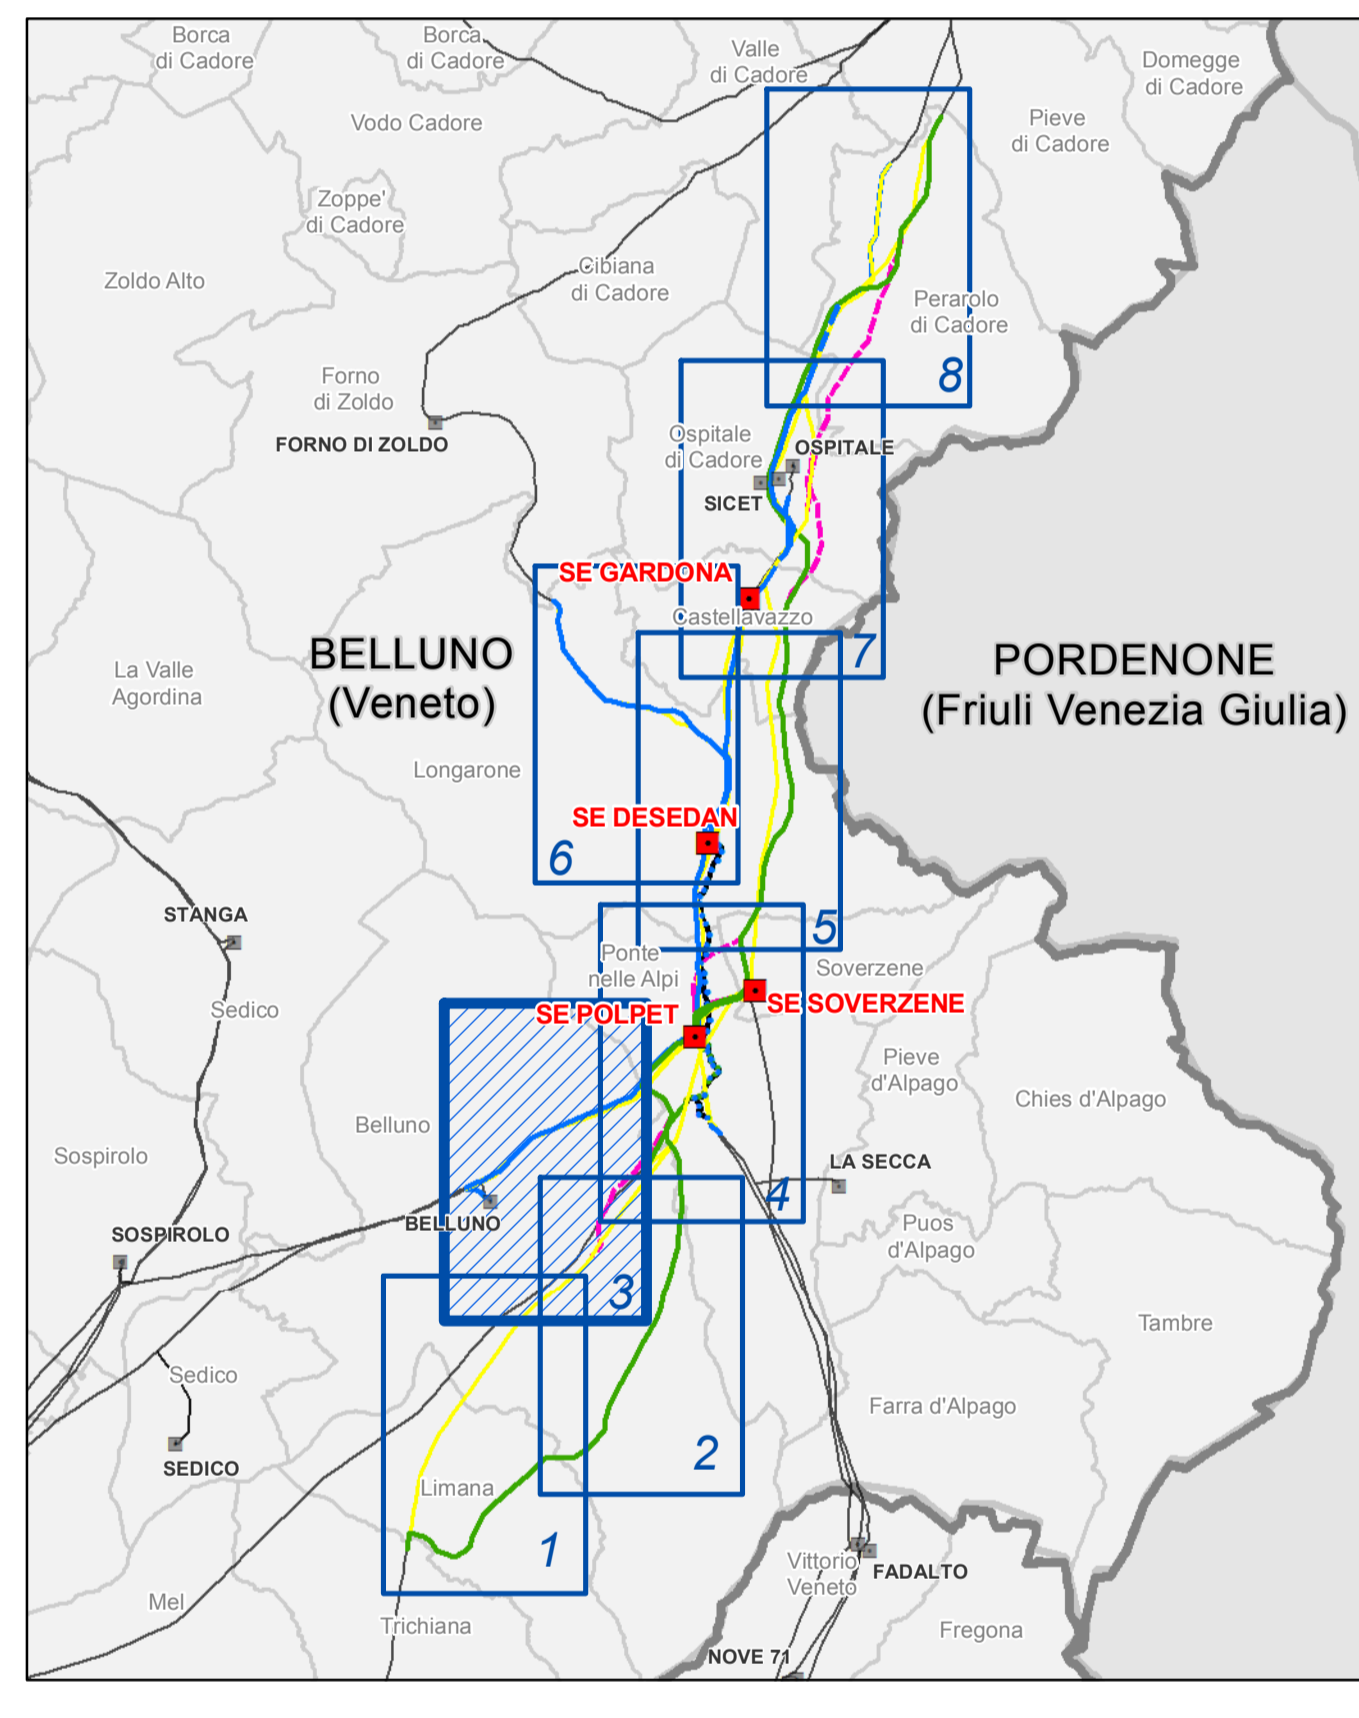 Borca
di Cadore
Borca
di Cadore
Valle
di Cadore
Domegge
di Cadore
Vodo Cadore
Pieve
di Cadore
Zoppe'
di Cadore
Zoldo Alto
Cibiana
di Cadore
Perarolo
di Cadore
8
Forno
di Zoldo
FORNO DI ZOLDO
Ospitale
di Cadore
OSPITALE
SICET
SE GARDONA
Castellavazzo
7
BELLUNO
(Veneto)
PORDENONE
(Friuli Venezia Giulia)
La Valle
Agordina
Longarone
SE DESEDAN
6
STANGA
5
Ponte
nelle Alpi
Soverzene
SE SOVERZENE
SE POLPET
Sedico
Pieve
d'Alpago
Chies d'Alpago
Belluno
Sospirolo
LA SECCA
4
BELLUNO
SOSPIROLO
Puos
d'Alpago
3
Tambre
Sedico
Farra d'Alpago
SEDICO
2
Limana
1
Vittorio
Veneto
FADALTO
Mel
Trichiana
Fregona
NOVE 71